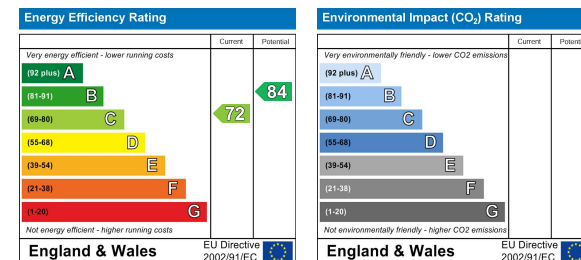 Energy Efficiency Rating
Current Potential
Very energy efficient - lower running costs
(92 plus) A
(81-91) B
84
(69-80) C
72
(55-68) D
(39-54) E
(21-38) F
(1-20) G
Not energy efficient - higher running costs
England & Wales
EU Directive
2002/91/EC
Environmental Impact (CO₂) Rating
Current Potential
Very environmentally friendly - lower CO2 emissions
(92 plus) A
(81-91) B
(69-80) C
(55-68) D
(39-54) E
(21-38) F
(1-20) G
Not environmentally friendly - higher CO2 emissions
England & Wales
EU Directive
2002/91/EC